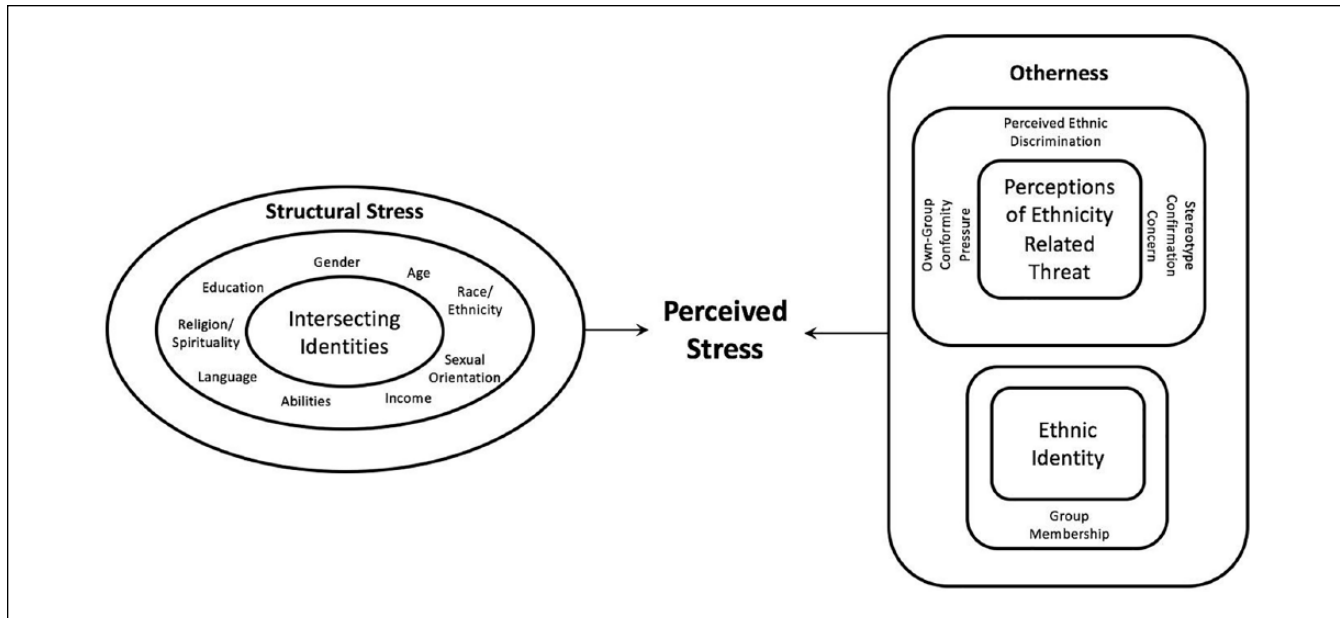 Structural Stress
Gender
Age
Education
Race/
Ethnicity
Religion/
Spirituality
Intersecting
Identities
Language
Sexual
Orientation
Abilities
Income
Perceived
Stress
Otherness
Perceived Ethnic
Discrimination
Own-Group
Conformity
Pressure
Perceptions
of Ethnicity
Related
Threat
Stereotype
Confirmation
Concern
Ethnic
Identity
Group
Membership